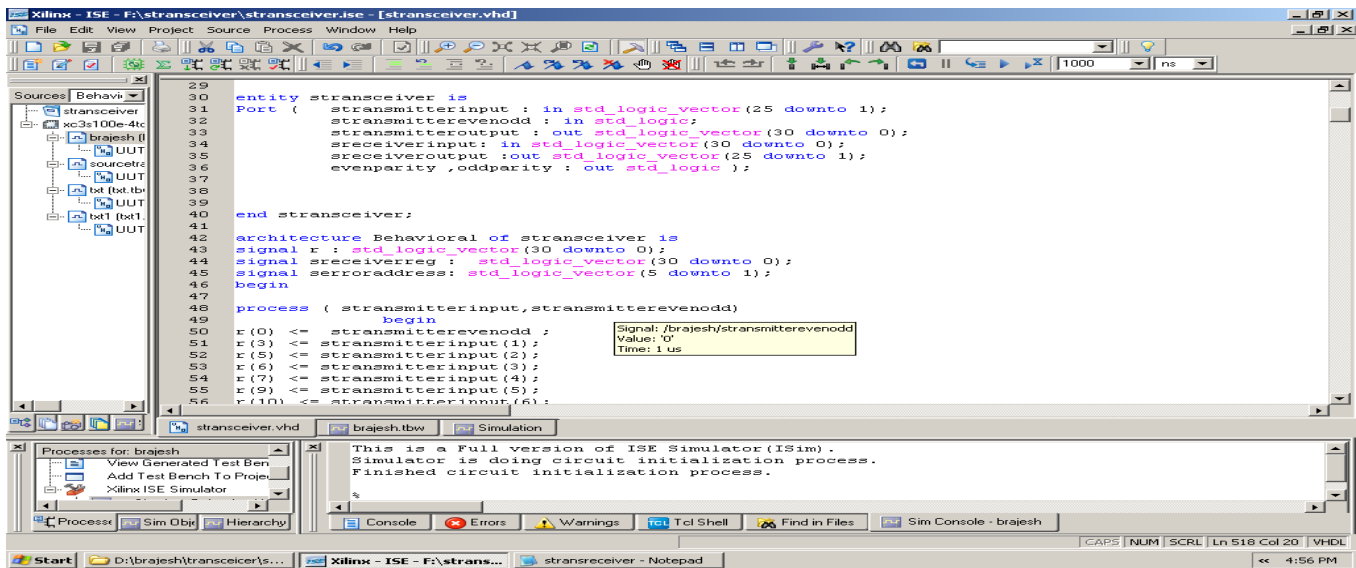 Xilinx - ISE - F:\stransceiver\stransceiver.ise - [stransceiver.vhd]
File Edit View Project Source Process Window Help
1000 ns
Sources Behavi
stransceiver
xc3s100e-4tc
brajesh (
UUT
sourcetra
UUT
txt (txt.tb
UUT
txt1 (txt1.
UUT
29
30 entity stransceiver is
31 Port ( stransmitterinput : in std_logic_vector(25 downto 1);
32 stransmitterevenodd : in std_logic;
33 stransmitteroutput : out std_logic_vector(30 downto 0);
34 sreceiverinput: in std_logic_vector(30 downto 0);
35 sreceiveroutput :out std_logic_vector(25 downto 1);
36 evenparity ,oddparity : out std_logic );
37
38
39
40 end stransceiver;
41
42 architecture Behavioral of stransceiver is
43 signal r : std_logic_vector(30 downto 0);
44 signal sreceiverreg : std_logic_vector(30 downto 0);
45 signal serroraddress: std_logic_vector(5 downto 1);
46 begin
47
48 process ( stransmitterinput,stransmitterevenodd)
49 begin
50 r(0) <= stransmitterevenodd ;
51 r(3) <= stransmitterinput(1);
52 r(5) <= stransmitterinput(2);
53 r(6) <= stransmitterinput(3);
54 r(7) <= stransmitterinput(4);
55 r(9) <= stransmitterinput(5);
56 r(10) <= stransmitterinput(6);
Signal: /brajesh/stransmitterevenodd
Value: '0'
Time: 1 us
stransceiver.vhd brajesh.tbw Simulation
Processes for: brajesh
View Generated Test Ben
Add Test Bench To Proje
Xilinx ISE Simulator
Processe Sim Obje Hierarchy
This is a Full version of ISE Simulator(ISim).
Simulator is doing circuit initialization process.
Finished circuit initialization process.
%
Console Errors Warnings Tcl Shell Find in Files Sim Console - brajesh
CAPS NUM SCRL Ln 518 Col 20 VHDL
Start D:\brajesh\transceicer\s... Xilinx - ISE - F:\strans... stransreceiver - Notepad << 4:56 PM